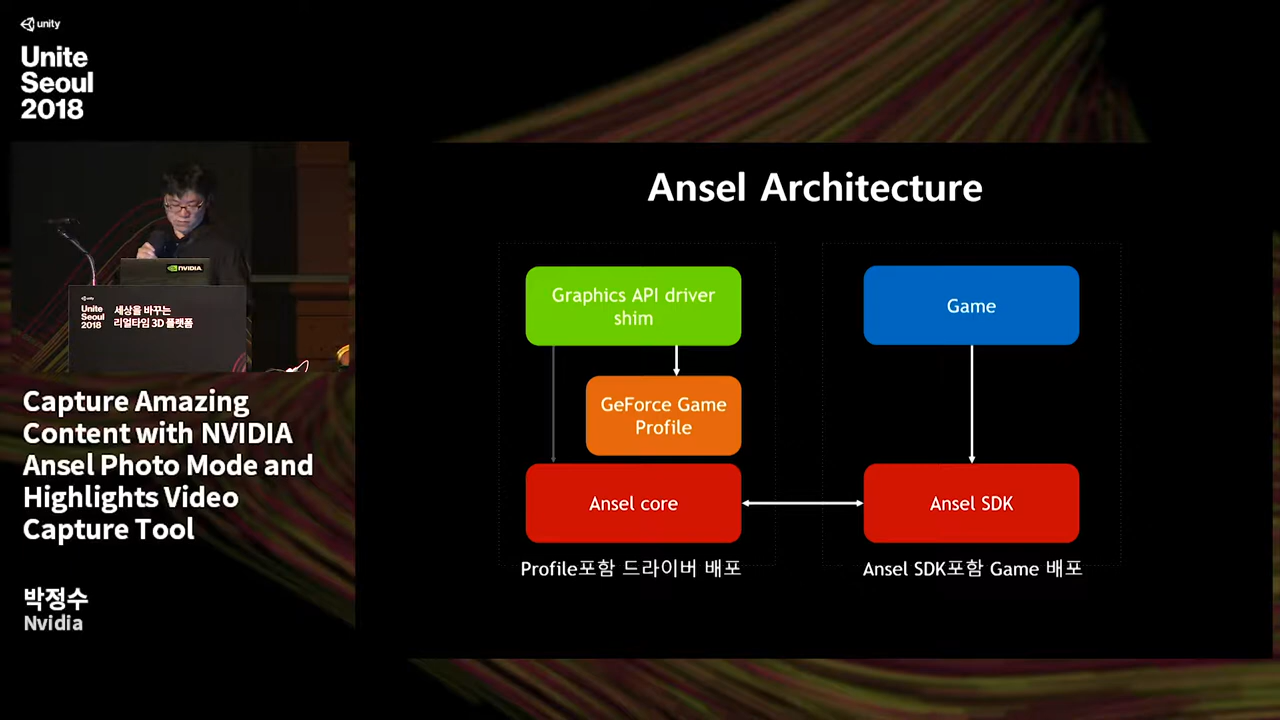 unity
Unite
Seoul
2018
NVIDIA
unity
Unite
Seoul
2018
세상을 바꾸는
리얼타임 3D 플랫폼
Capture Amazing
Content with NVIDIA
Ansel Photo Mode and
Highlights Video
Capture Tool
박정수
Nvidia
Ansel Architecture
Graphics API driver
shim
Game
GeForce Game
Profile
Ansel core
Ansel SDK
Profile포함 드라이버 배포
Ansel SDK포함 Game 배포